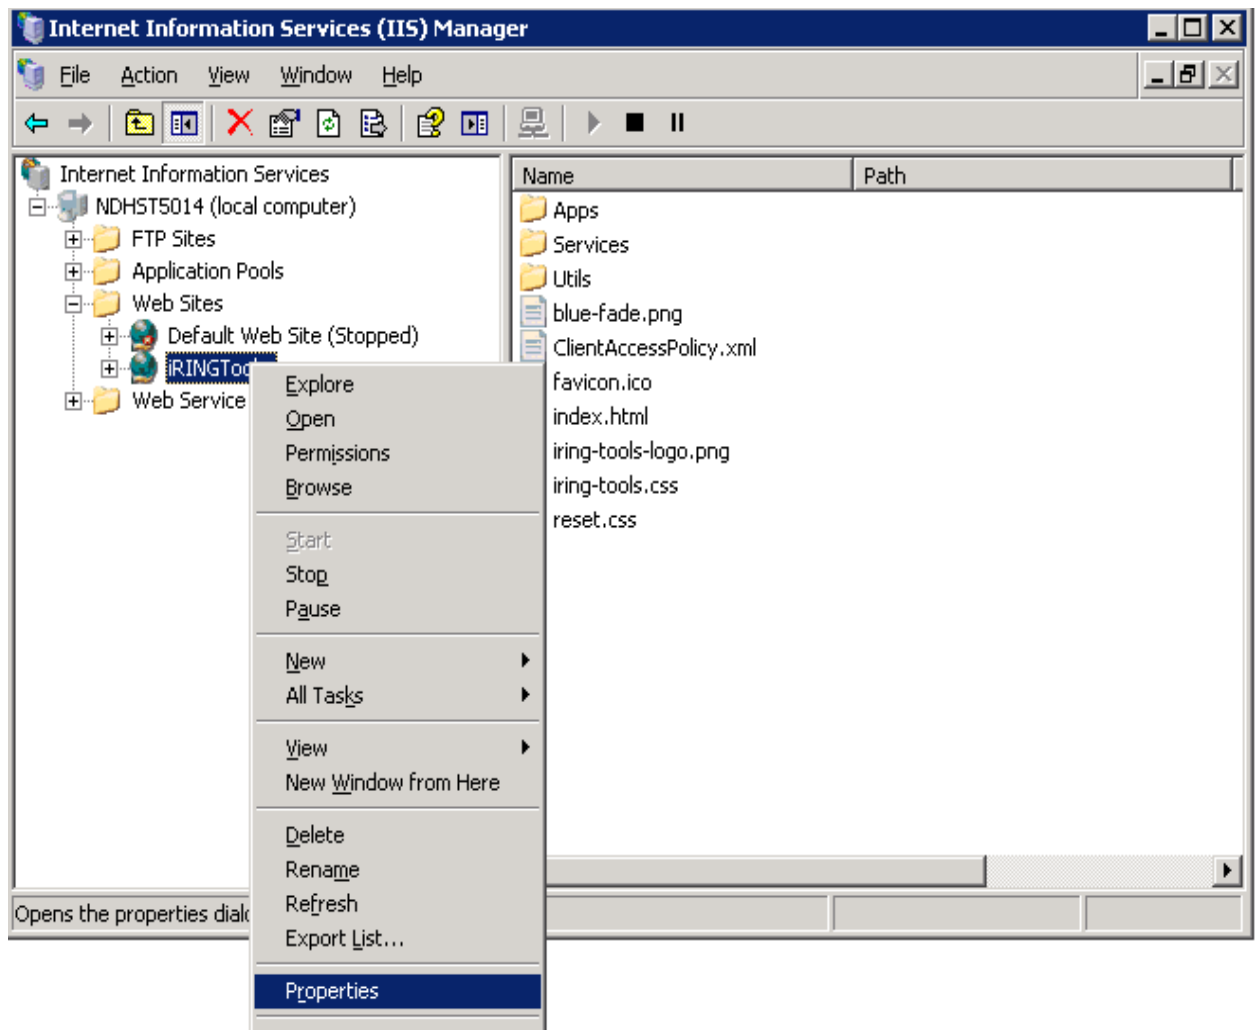 Internet Information Services (IIS) Manager
File Action View Window Help
Internet Information Services
NDHST5014 (local computer)
FTP Sites
Application Pools
Web Sites
Default Web Site (Stopped)
Web Service
Name Path
Apps
Services
Utils
blue-fade.png
ClientAccessPolicy.xml
favicon.ico
index.html
iring-tools-logo.png
iring-tools.css
reset.css
Explore
Open
Permissions
Browse
Start
Stop
Pause
New
All Tasks
View
New Window from Here
Delete
Rename
Refresh
Export List...
Properties
Opens the properties